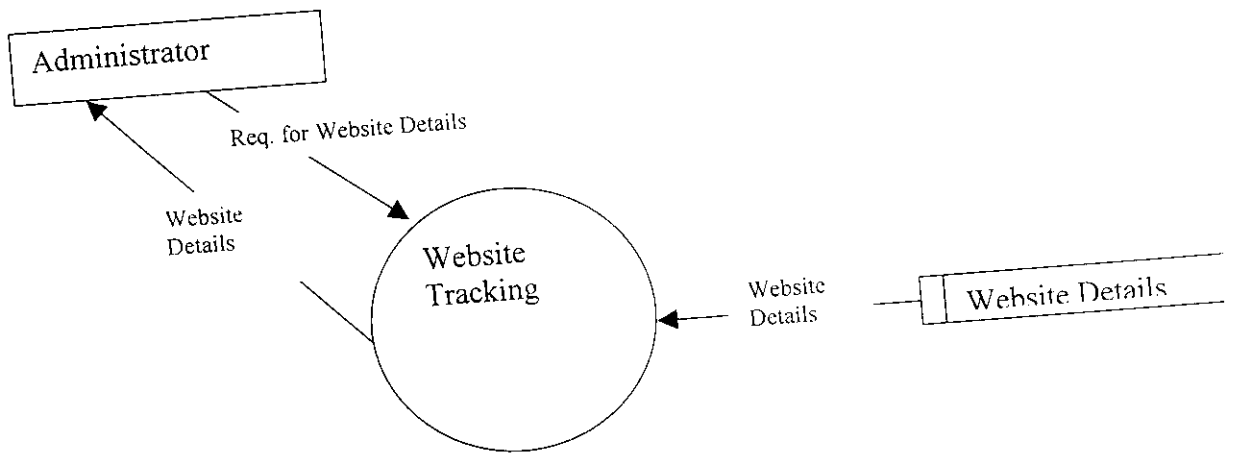 Administrator
Req. for Website Details
Website
Details
Website
Tracking
Website
Details
Website Details